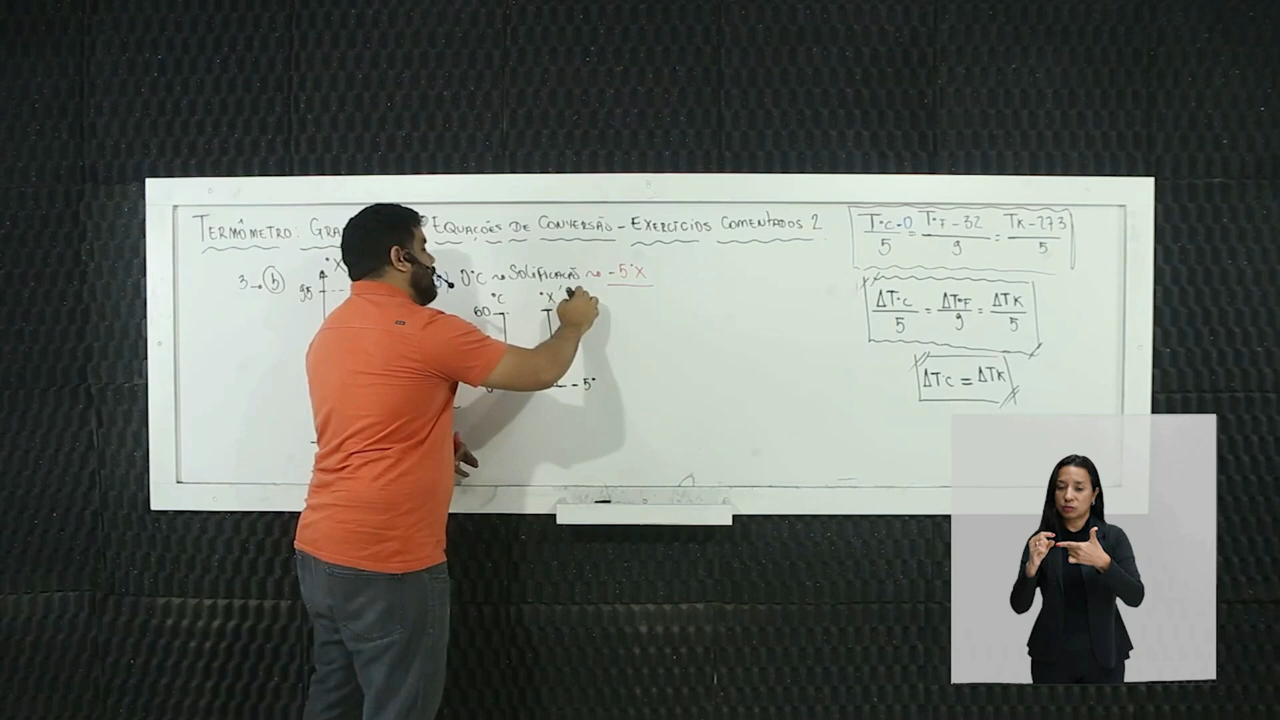 TERMÔMETRO: GRA EQUAÇÕES DE CONVERSÃO - EXERCÍCIOS COMENTADOS 2
3 → b
°X
95
0°C ~ SOLIFICAÇÃO ~ -5°X
°C °X
60
-5°
T°C-0/5 = T°F-32/9 = TK-273/5
ΔT°C/5 = ΔT°F/9 = ΔTK/5
ΔT°C = ΔTK